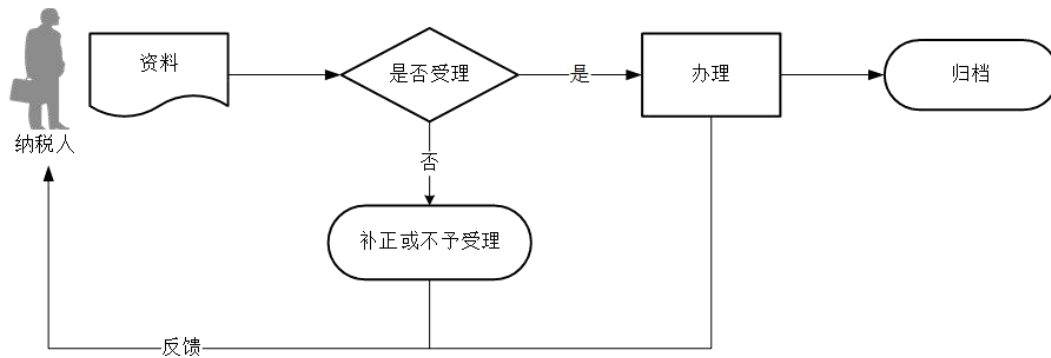 资料
是否受理
是
办理
归档
纳税人
否
补正或不予受理
反馈